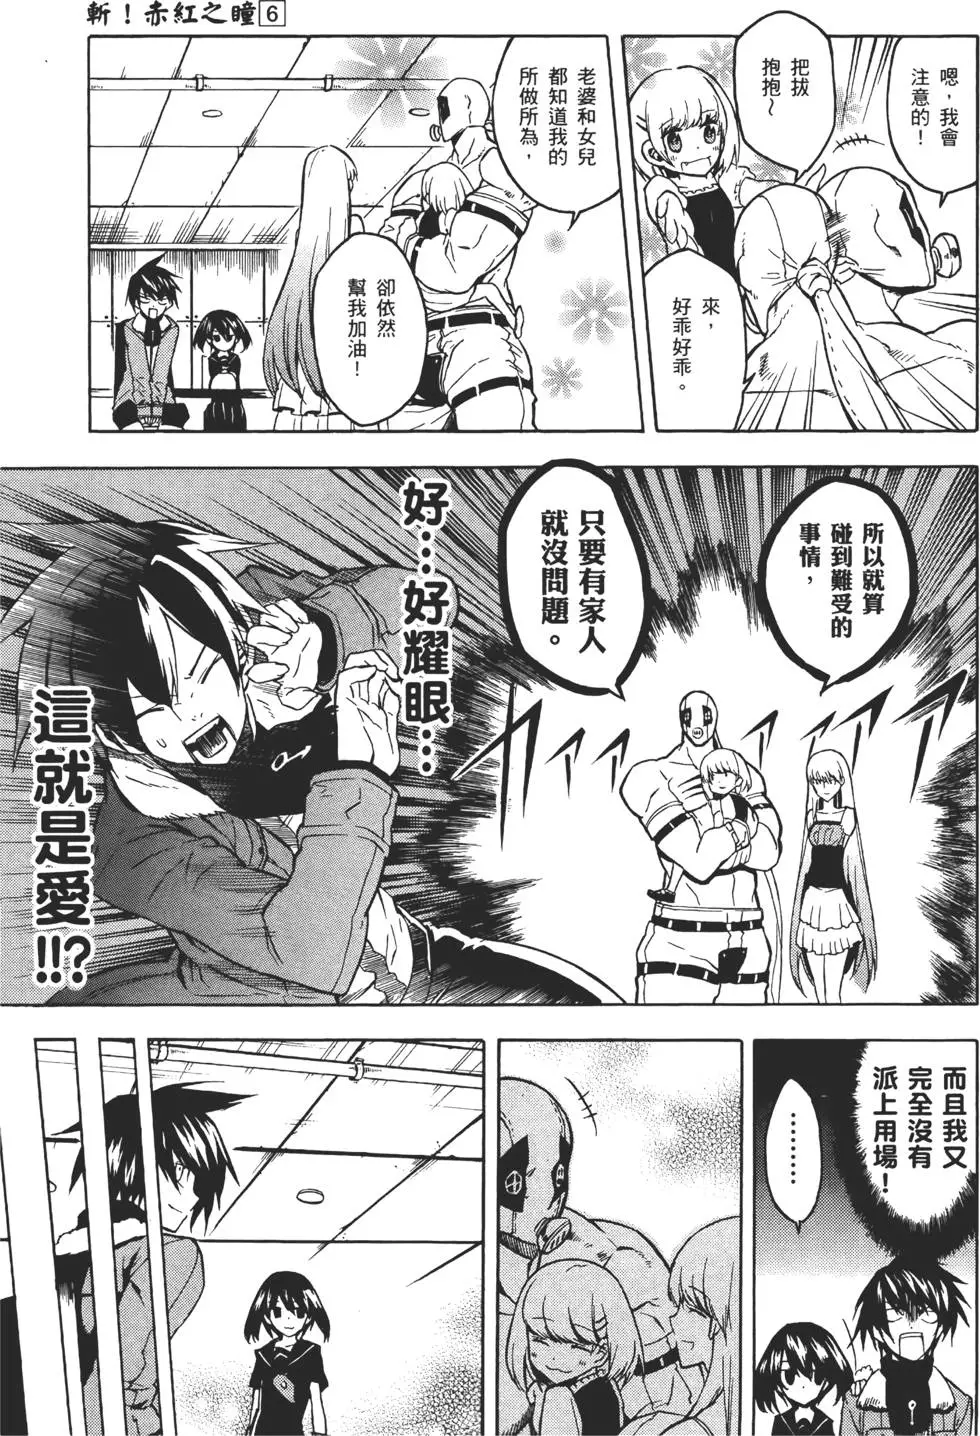 斬！赤紅之瞳 6
嗯，我會
注意的！
把拔
抱抱～
來，
好乖好乖。
老婆和女兒
都知道我的
所做所為，
卻依然
幫我加油！
所以就算
碰到難受的
事情，
只要有家人
就沒問題。
好…好耀眼…
這就是愛!!?
而且我又
完全沒有
派上用場！
………